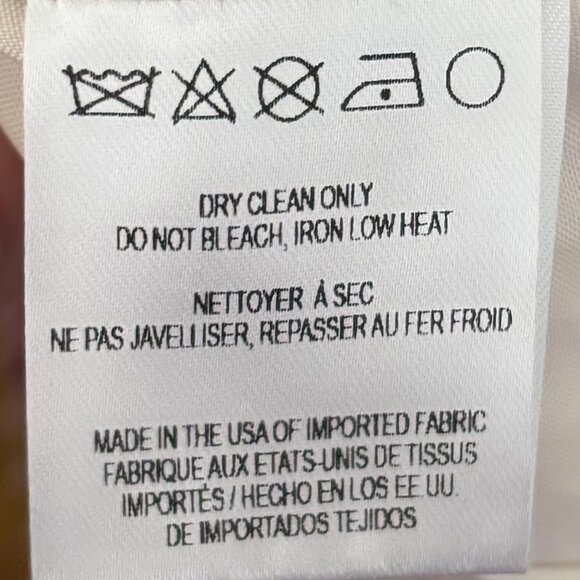 DRY CLEAN ONLY
DO NOT BLEACH, IRON LOW HEAT
NETTOYER À SEC
NE PAS JAVELLISER, REPASSER AU FER FROID
MADE IN THE USA OF IMPORTED FABRIC
FABRIQUE AUX ETATS-UNIS DE TISSUS
IMPORTÉS / HECHO EN LOS EE.UU.
DE IMPORTADOS TEJIDOS